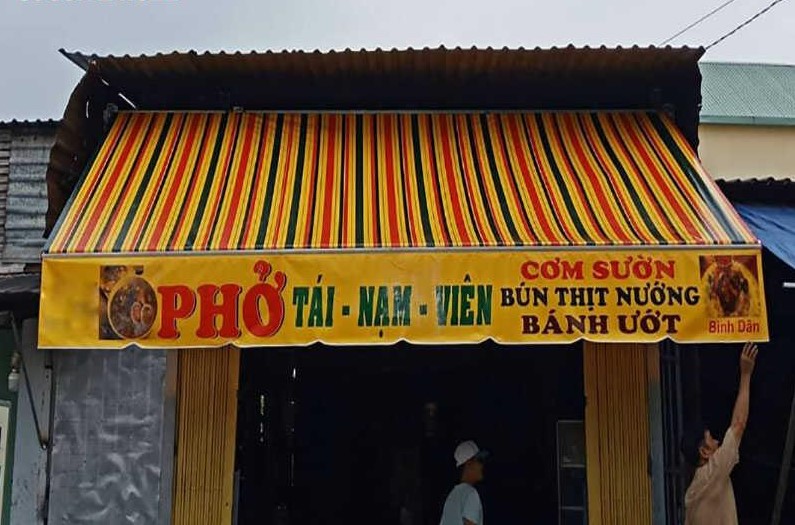 PHỞ TÁI - NẠM - VIÊN
CƠM SƯỜN
BÚN THỊT NƯỚNG
BÁNH ƯỚT
Bình Dân